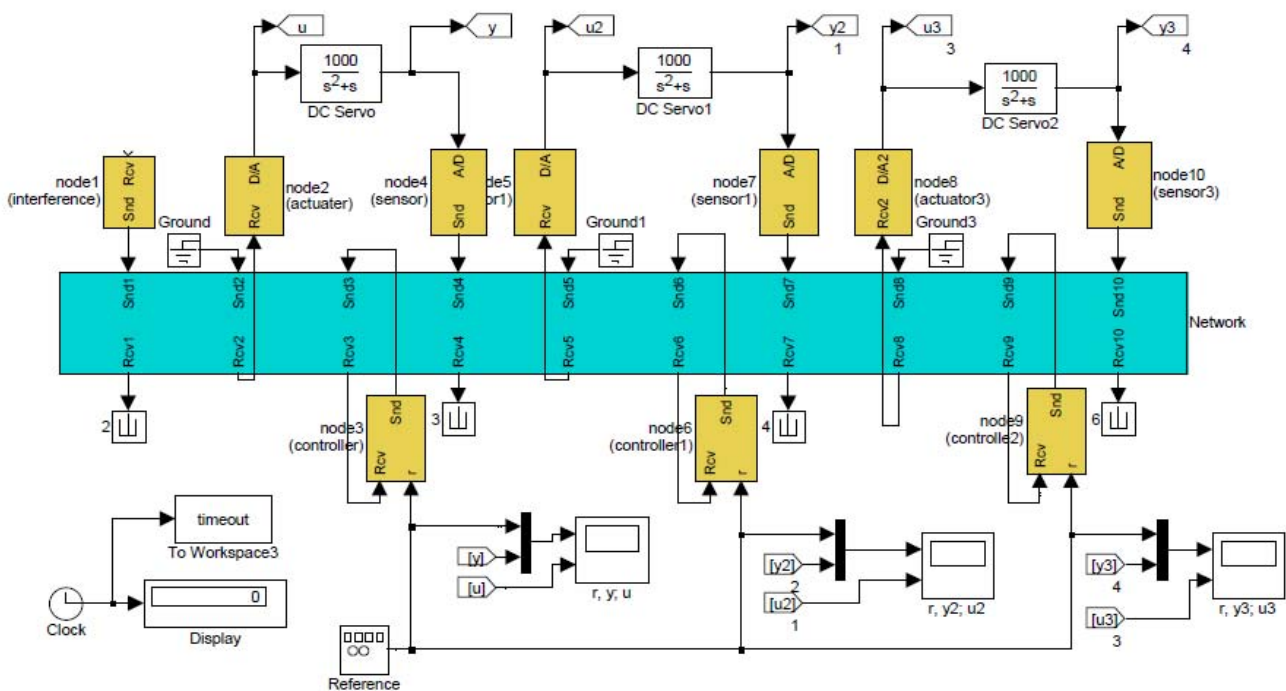 u
y
u2
y2
1
u3
3
y3
4
1000
s²+s
DC Servo
1000
s²+s
DC Servo1
1000
s²+s
DC Servo2
node1
(interference)
Rcv
Snd
node2
(actuater)
D/A
Rcv
node4
(sensor)
A/D
Snd
node5
or1)
D/A
Rcv
node7
(sensor1)
A/D
Snd
node8
(actuator3)
D/A2
Rcv2
node10
(sensor3)
A/D
Snd
Ground
Ground1
Ground3
Snd1
Snd2
Snd3
Snd4
Snd5
Snd6
Snd7
Snd8
Snd9
Snd10
Network
Rcv1
Rcv2
Rcv3
Rcv4
Rcv5
Rcv6
Rcv7
Rcv8
Rcv9
Rcv10
2
3
4
6
node3
(controller)
Snd
Rcv
r
node6
(controller1)
Snd
Rcv
r
node9
(controlle2)
Snd
Rcv
r
timeout
To Workspace3
0
Display
Clock
[y]
[u]
r, y; u
[y2]
2
[u2]
1
r, y2; u2
[y3]
4
[u3]
3
r, y3; u3
Reference